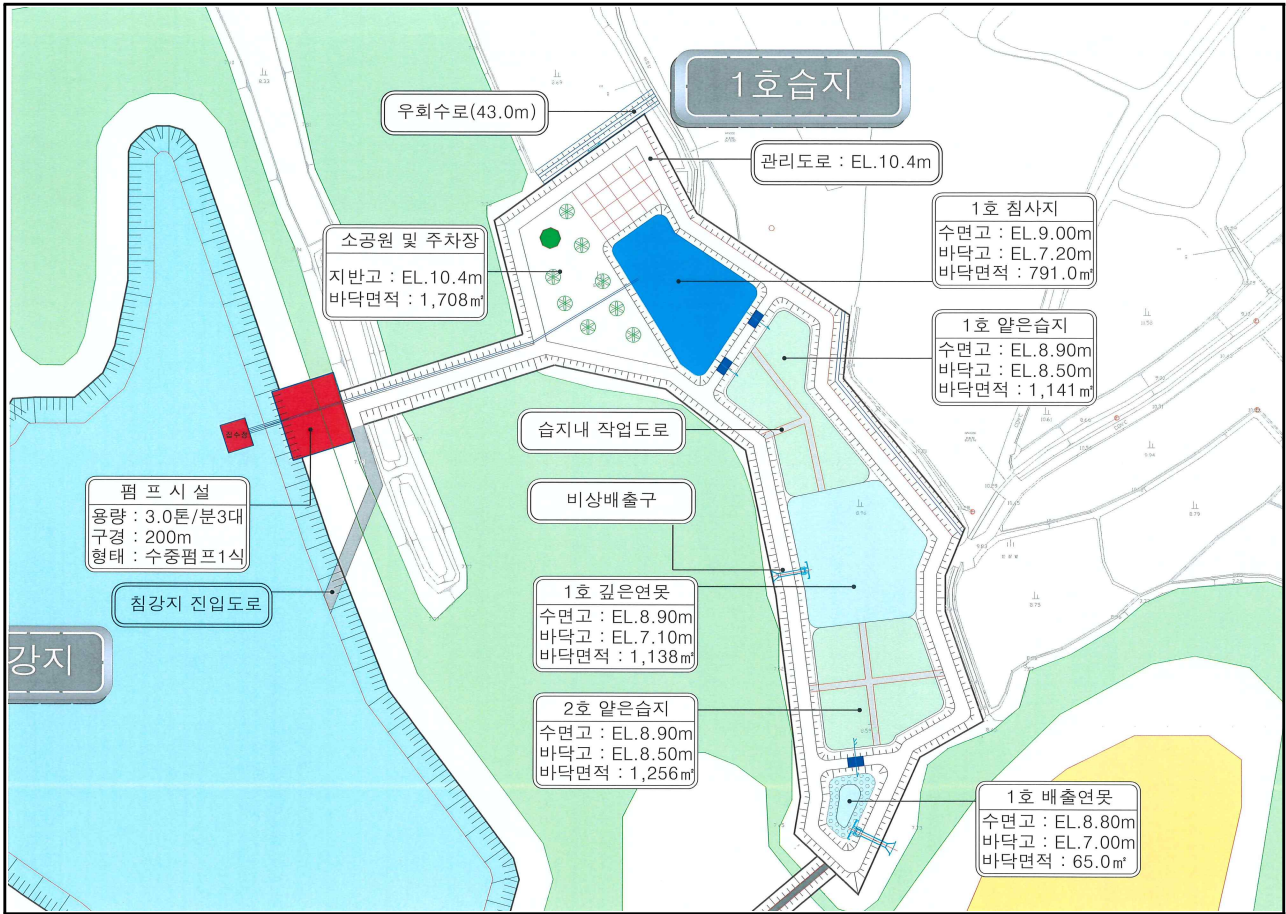 1호습지
우회수로(43.0m)
관리도로 : EL.10.4m
소공원 및 주차장
지반고 : EL.10.4m
바닥면적 : 1,708㎡
1호 침사지
수면고 : EL.9.00m
바닥고 : EL.7.20m
바닥면적 : 791.0㎡
1호 얕은습지
수면고 : EL.8.90m
바닥고 : EL.8.50m
바닥면적 : 1,141㎡
습지내 작업도로
비상배출구
펌 프 시 설
용량 : 3.0톤/분3대
구경 : 200m
형태 : 수중펌프1식
침강지 진입도로
강지
1호 깊은연못
수면고 : EL.8.90m
바닥고 : EL.7.10m
바닥면적 : 1,138㎡
2호 얕은습지
수면고 : EL.8.90m
바닥고 : EL.8.50m
바닥면적 : 1,256㎡
1호 배출연못
수면고 : EL.8.80m
바닥고 : EL.7.00m
바닥면적 : 65.0㎡